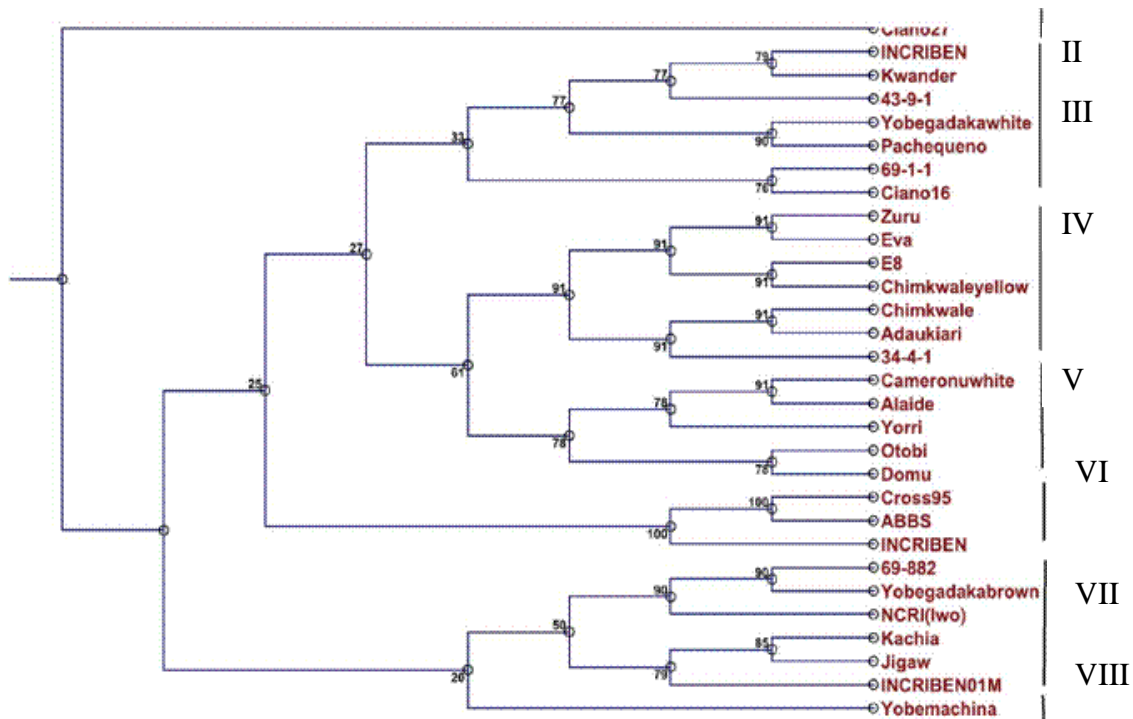 Ciano27
INCRIBEN
II
79
Kwander
77
43-9-1
77
III
Yobegadakawhite
33
90
Pachequeno
69-1-1
76
Ciano16
Zuru
IV
91
Eva
91
27
E8
91
Chimkwaleyellow
91
Chimkwale
91
Adaukiari
91
34-4-1
61
Cameronuwhite
V
91
25
Alaide
78
Yorri
78
Otobi
78
Domu
VI
Cross95
100
ABBS
100
INCRIBEN
69-882
90
Yobegadakabrown
VII
90
NCRI(Iwo)
50
Kachia
85
Jigaw
79
VIII
20
INCRIBEN01M
Yobemachina